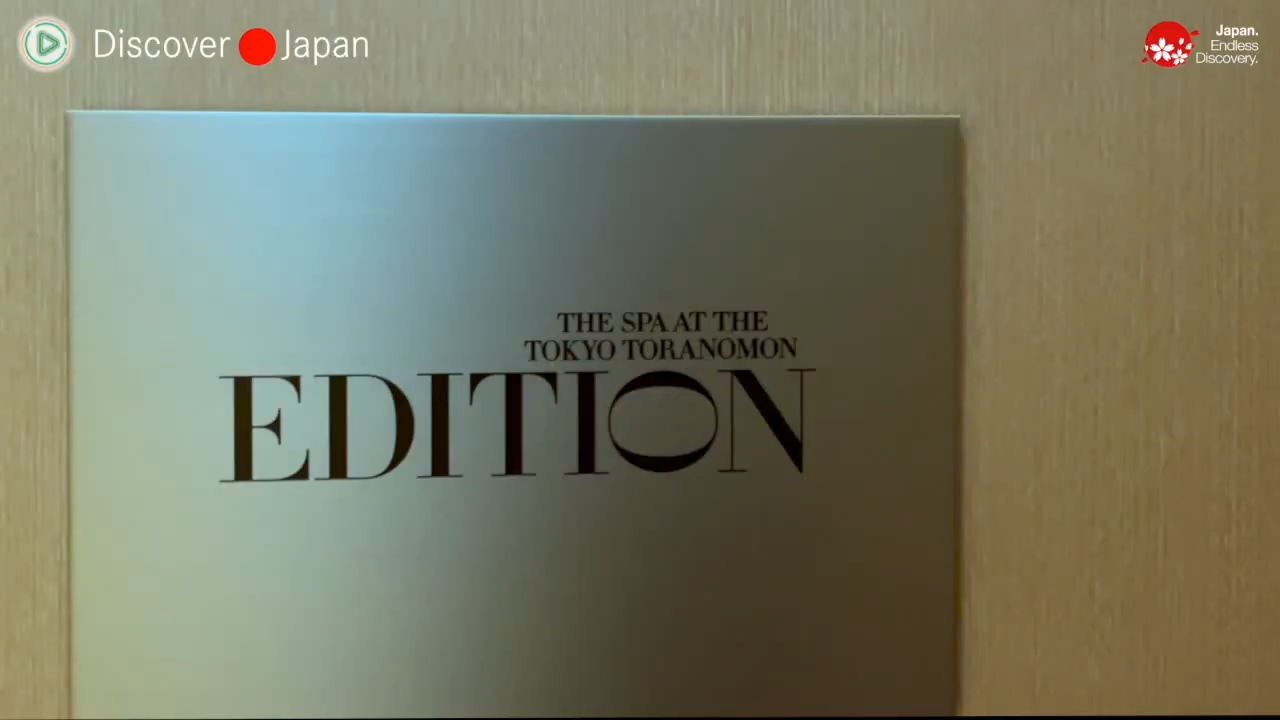 Discover Japan
Japan.
Endless
Discovery.
THE SPA AT THE
TOKYO TORANOMON
EDITION